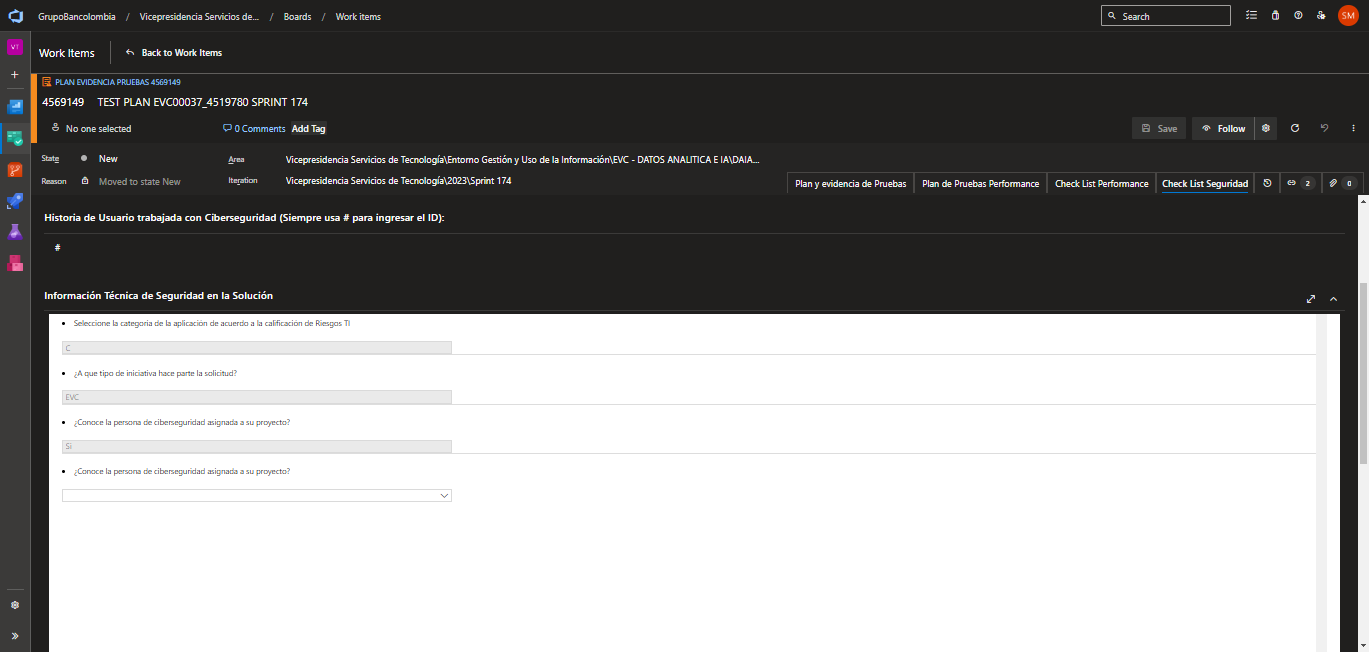 GrupoBancolombia / Vicepresidencia Servicios de... / Boards / Work items
Search
SM
VT
Work Items
Back to Work Items
PLAN EVIDENCIA PRUEBAS 4569149
4569149 TEST PLAN EVC00037_4519780 SPRINT 174
No one selected
0 Comments
Add Tag
Save
Follow
State
New
Area
Vicepresidencia Servicios de Tecnología\Entorno Gestión y Uso de la Información\EVC - DATOS ANALITICA E IA\DAIA...
Reason
Moved to state New
Iteration
Vicepresidencia Servicios de Tecnología\2023\Sprint 174
Plan y evidencia de Pruebas
Plan de Pruebas Performance
Check List Performance
Check List Seguridad
2
0
Historia de Usuario trabajada con Ciberseguridad (Siempre usa # para ingresar el ID):
#
Información Técnica de Seguridad en la Solución
• Seleccione la categoría de la aplicación de acuerdo a la calificación de Riesgos TI
C
• ¿A que tipo de iniciativa hace parte la solicitud?
EVC
• ¿Conoce la persona de ciberseguridad asignada a su proyecto?
Si
• ¿Conoce la persona de ciberseguridad asignada a su proyecto?